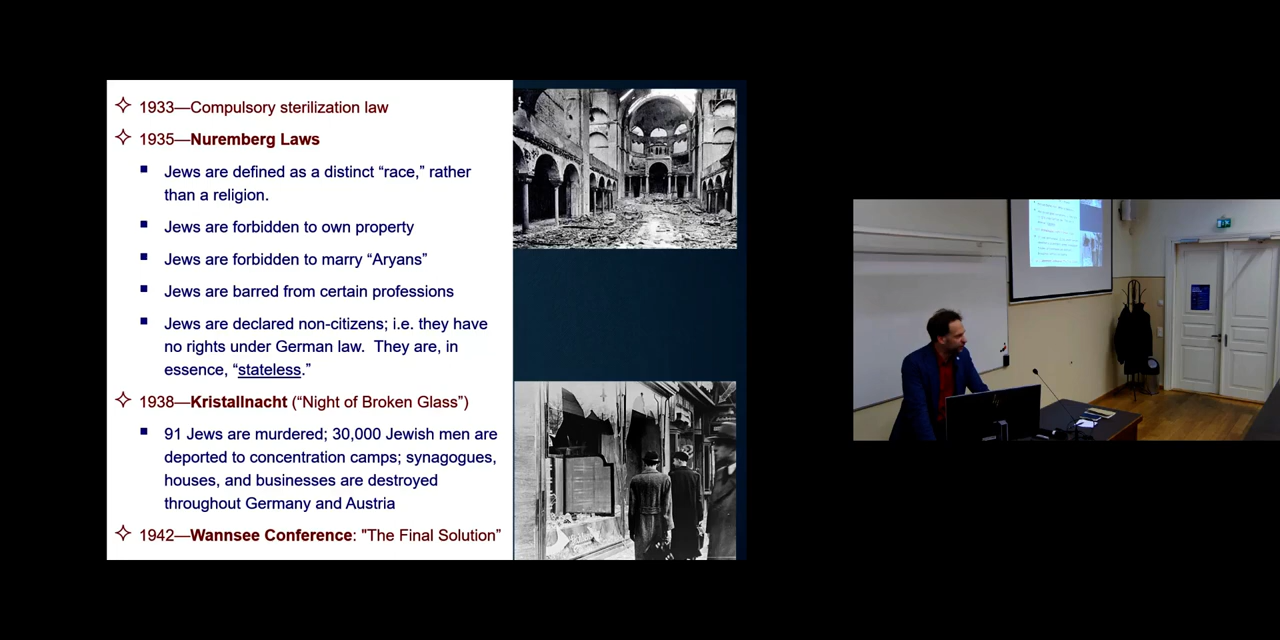 1933—Compulsory sterilization law
1935—Nuremberg Laws
Jews are defined as a distinct “race,” rather
than a religion.
Jews are forbidden to own property
Jews are forbidden to marry “Aryans”
Jews are barred from certain professions
Jews are declared non-citizens; i.e. they have
no rights under German law. They are, in
essence, “stateless.”
1938—Kristallnacht (“Night of Broken Glass”)
91 Jews are murdered; 30,000 Jewish men are
deported to concentration camps; synagogues,
houses, and businesses are destroyed
throughout Germany and Austria
1942—Wannsee Conference: "The Final Solution”